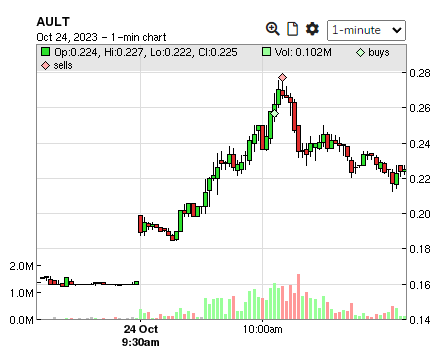 AULT
Oct 24, 2023 - 1-min chart
1-minute
Op:0.224, Hi:0.227, Lo:0.222, Cl:0.225 Vol: 0.102M buys
sells
0.28
0.26
0.24
0.22
0.20
0.18
2.0M
0.16
1.0M
0.0M
0.14
24 Oct 10:00am
9:30am